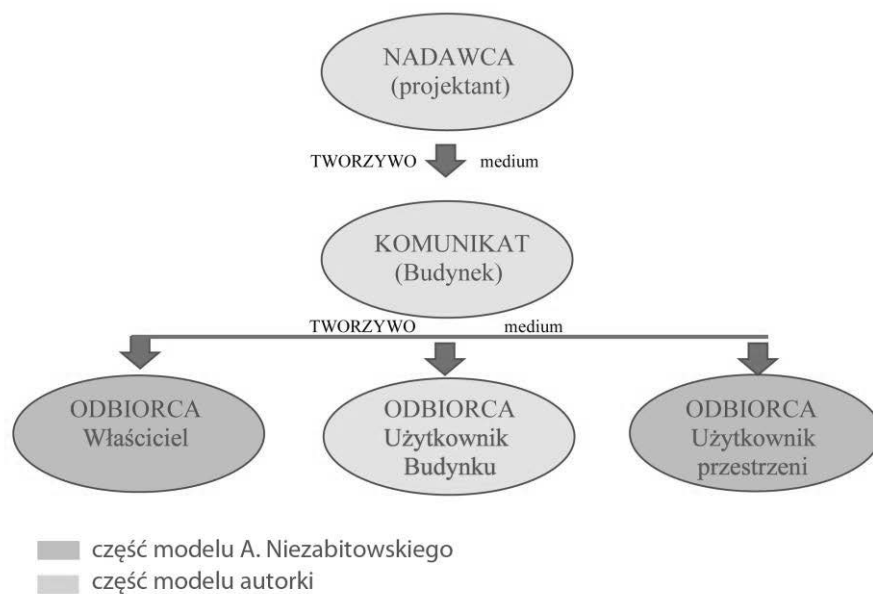 NADAWCA
(projektant)
TWORZYWO medium
KOMUNIKAT
(Budynek)
TWORZYWO medium
ODBIORCA
Właściciel
ODBIORCA
Użytkownik
Budynku
ODBIORCA
Użytkownik
przestrzeni
część modelu A. Niezabitowskiego
część modelu autorki